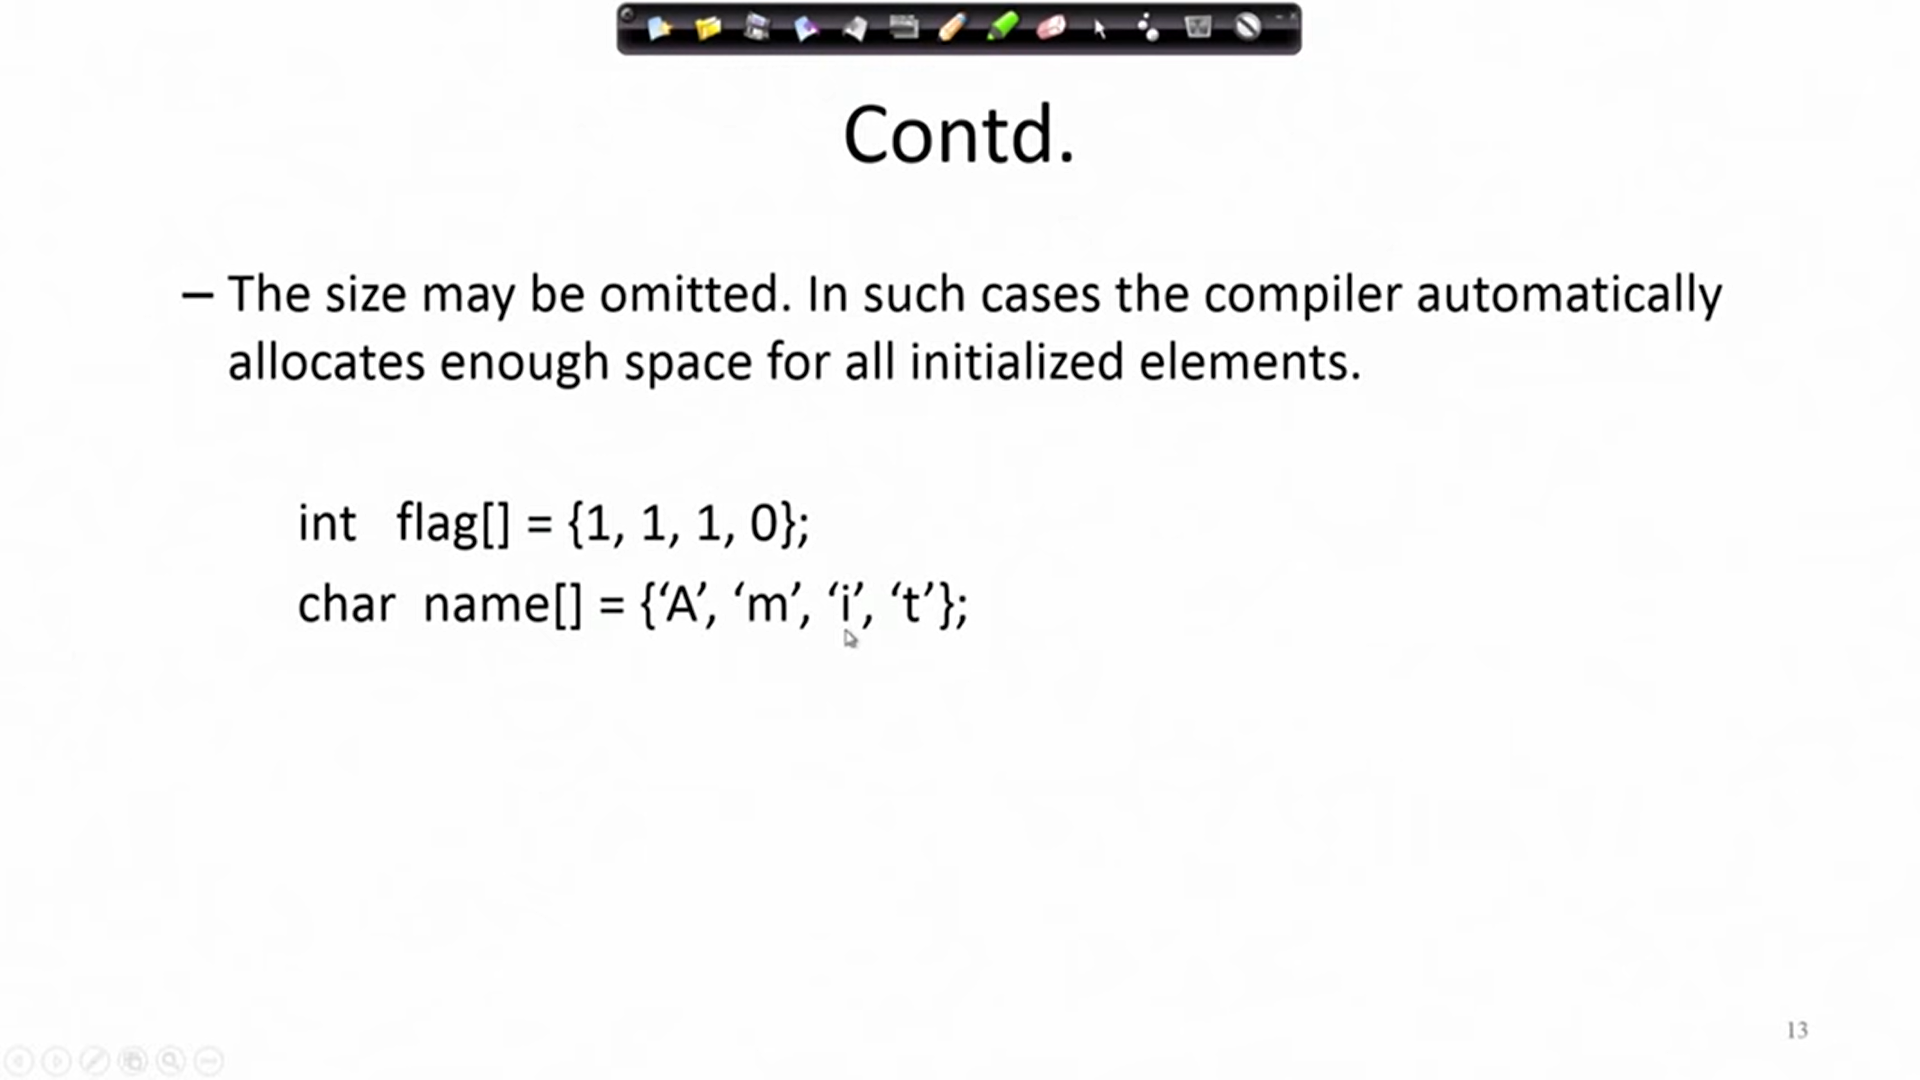 Contd.
– The size may be omitted. In such cases the compiler automatically
allocates enough space for all initialized elements.
int flag[] = {1, 1, 1, 0};
char name[] = {‘A’, ‘m’, ‘i’, ‘t’};
13